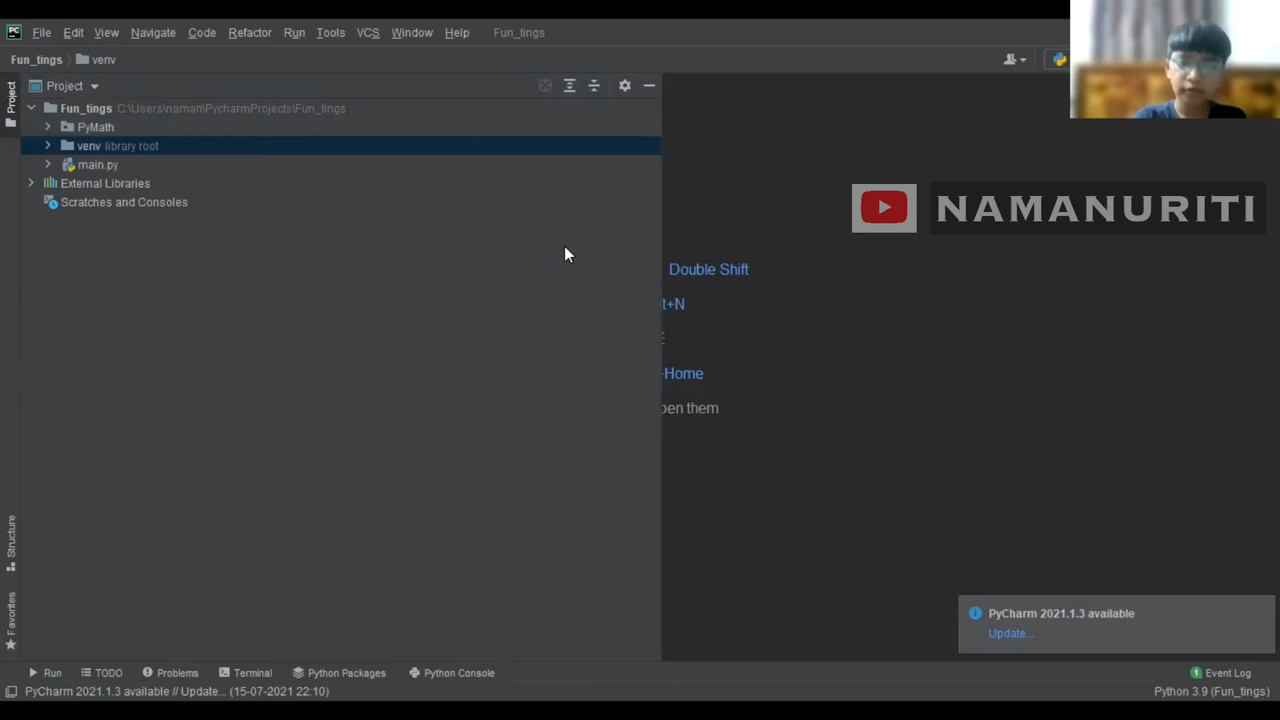 PC File Edit View Navigate Code Refactor Run Tools VCS Window Help Fun_tings
Fun_tings venv
Project
Project
Fun_tings C:\Users\naman\PycharmProjects\Fun_tings
PyMath
venv library root
main.py
External Libraries
Scratches and Consoles
NAMANURITI
Double Shift
t+N
Home
pen them
Structure
Favorites
PyCharm 2021.1.3 available
Update...
Run TODO Problems Terminal Python Packages Python Console 1 Event Log
PyCharm 2021.1.3 available // Update... (15-07-2021 22:10) Python 3.9 (Fun_tings)